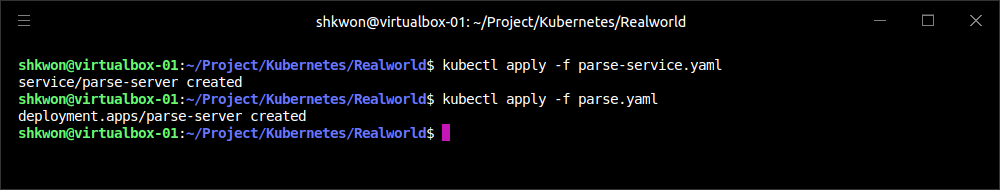 shkwon@virtualbox-01: ~/Project/Kubernetes/Realworld
shkwon@virtualbox-01:~/Project/Kubernetes/Realworld$ kubectl apply -f parse-service.yaml
service/parse-server created
shkwon@virtualbox-01:~/Project/Kubernetes/Realworld$ kubectl apply -f parse.yaml
deployment.apps/parse-server created
shkwon@virtualbox-01:~/Project/Kubernetes/Realworld$